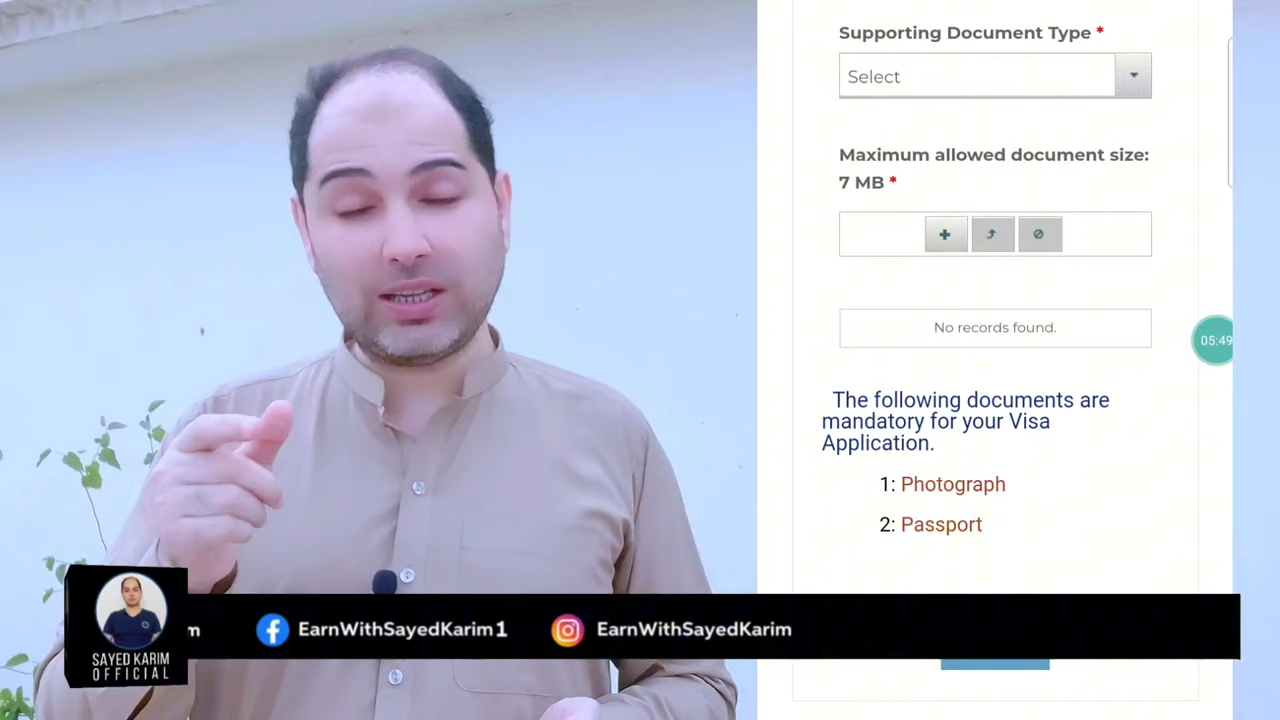 Supporting Document Type *
Select
Maximum allowed document size:
7 MB *
No records found.
05:49
The following documents are
mandatory for your Visa
Application.
1: Photograph
2: Passport
m
EarnWithSayedKarim1
EarnWithSayedKarim
SAYED KARIM
OFFICIAL